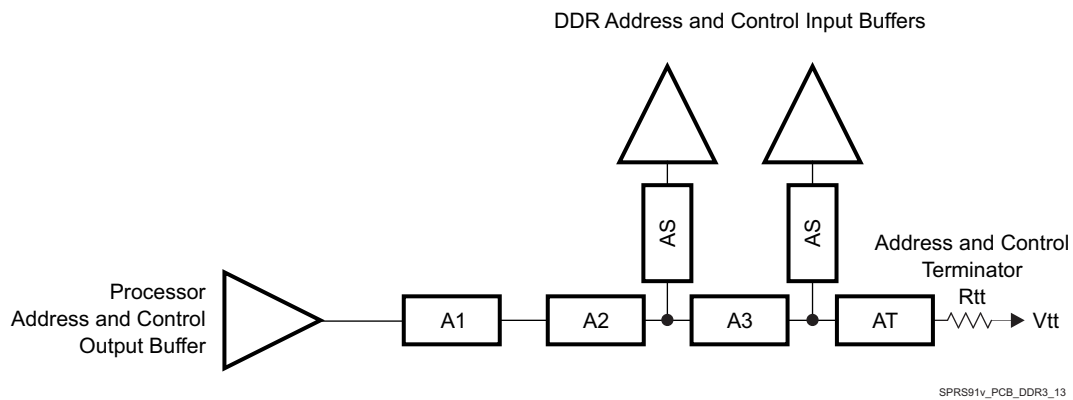 DDR Address and Control Input Buffers
AS
AS
Processor
Address and Control
Output Buffer
A1
A2
A3
AT
Address and Control
Terminator
Rtt
Vtt
SPRS91v_PCB_DDR3_13